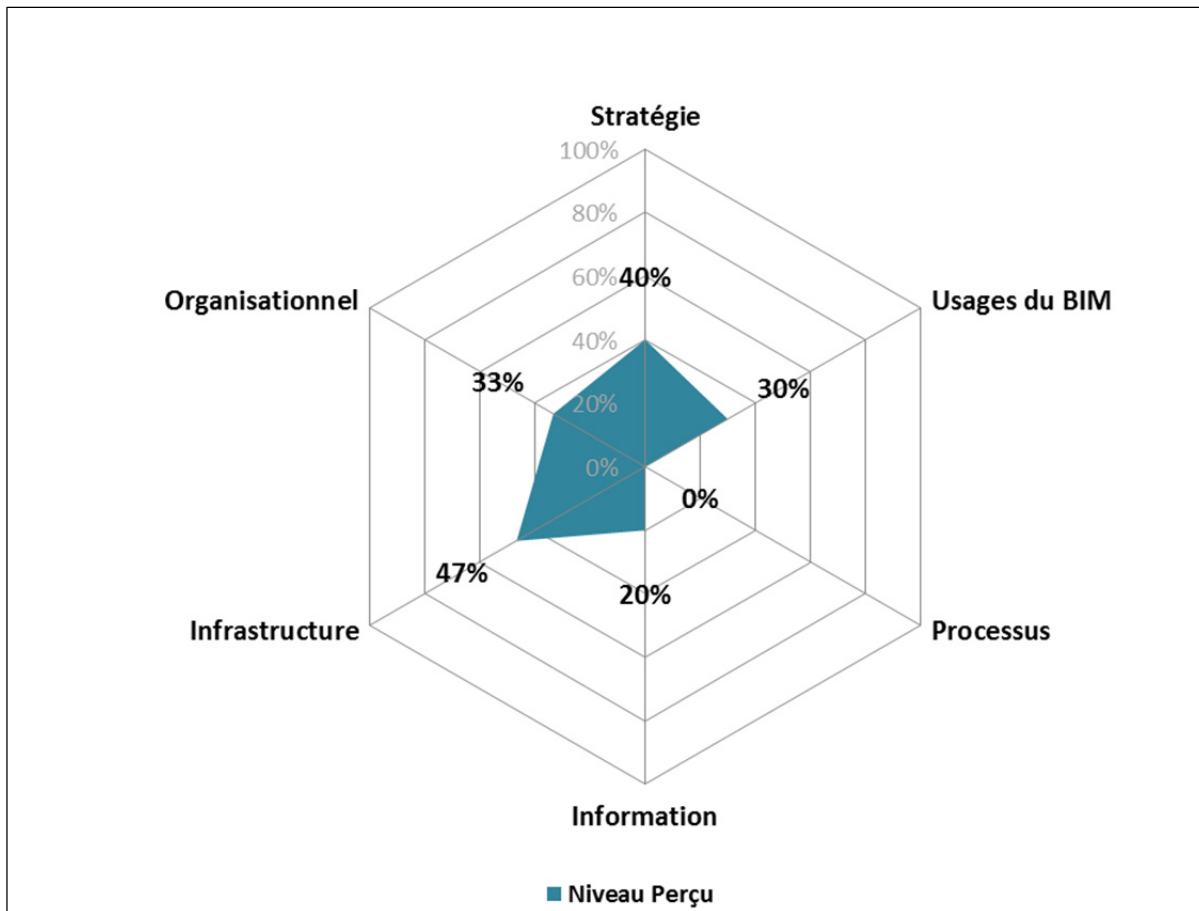 Stratégie
100%
80%
60%
40%
40%
20%
0%
Organisationnel
33%
Usages du BIM
30%
0%
47%
20%
Infrastructure
Processus
Information
Niveau Perçu